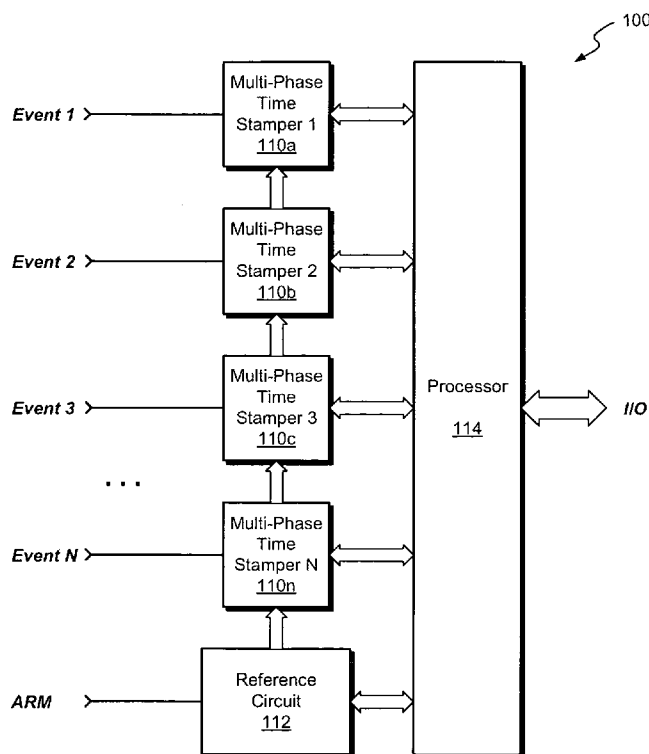 100
Event 1
Multi-Phase
Time
Stamper 1
110a
Event 2
Multi-Phase
Time
Stamper 2
110b
Event 3
Multi-Phase
Time
Stamper 3
110c
Processor
114
I/O
...
Event N
Multi-Phase
Time
Stamper N
110n
ARM
Reference
Circuit
112